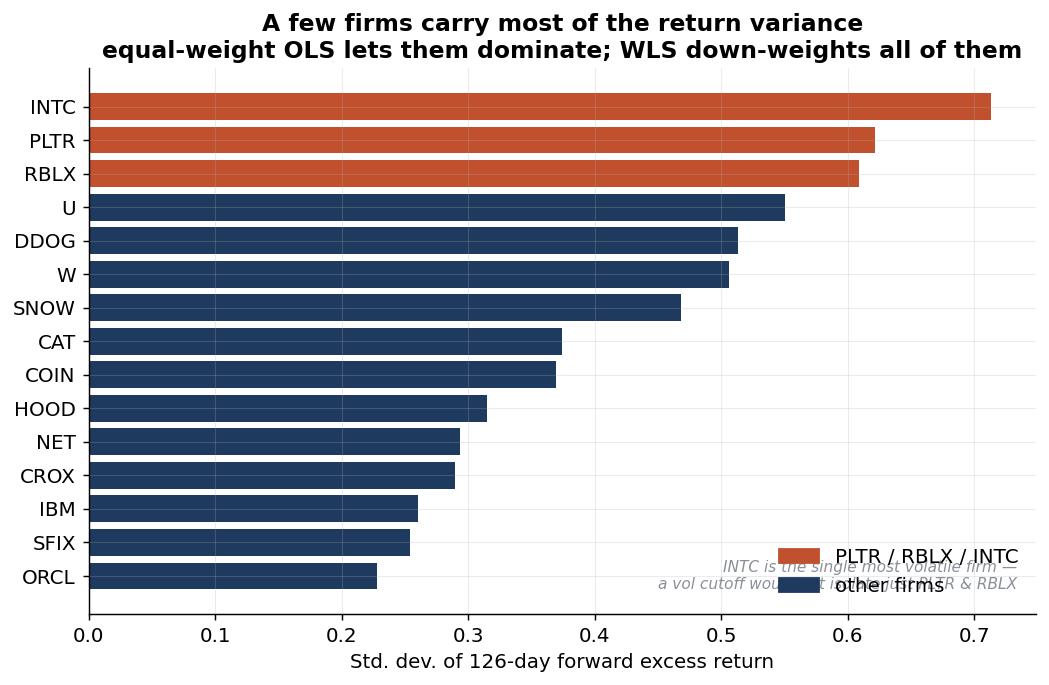 A few firms carry most of the return variance
equal-weight OLS lets them dominate; WLS down-weights all of them
INTC
PLTR
RBLX
U
DDOG
W
SNOW
CAT
COIN
HOOD
NET
CROX
IBM
SFIX
ORCL
PLTR / RBLX / INTC
other firms
INTC is the single most volatile firm —
a vol cutoff just PLTR & RBLX
0.0 0.1 0.2 0.3 0.4 0.5 0.6 0.7
Std. dev. of 126-day forward excess return